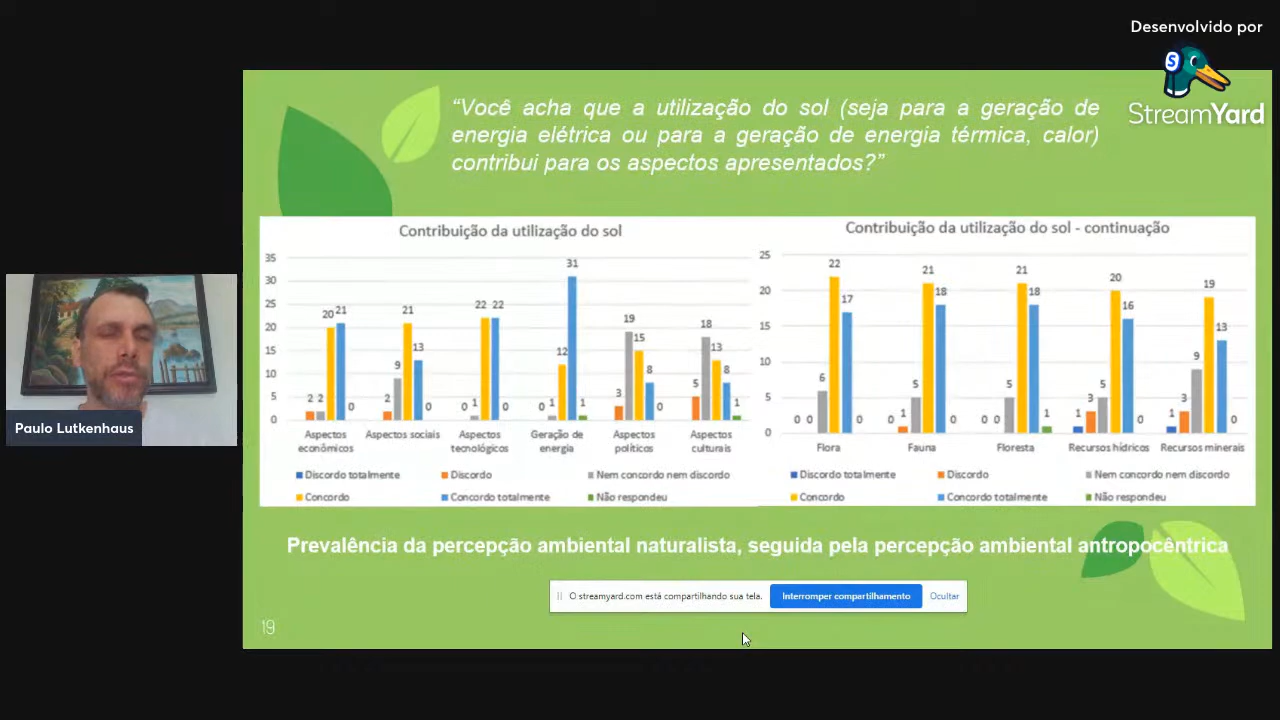 Desenvolvido por
StreamYard
“Você acha que a utilização do sol (seja para a geração de
energia elétrica ou para a geração de energia térmica, calor)
contribui para os aspectos apresentados?”
Contribuição da utilização do sol
35
30
25
20
15
10
5
0
2 2 20 21 0
2 9 21 13 0
0 1 22 22 0
0 1 12 31 1
3 19 15 8 0
5 18 13 8 1
Aspectos econômicos
Aspectos sociais
Aspectos tecnológicos
Geração de energia
Aspectos políticos
Aspectos culturais
Discordo totalmente
Discordo
Nem concordo nem discordo
Concordo
Concordo totalmente
Não respondeu
Contribuição da utilização do sol - continuação
25
20
15
10
5
0
0 0 6 22 17 0
0 1 5 21 18 0
0 0 5 21 18 1
1 3 5 20 16 0
1 3 9 19 13 0
Flora
Fauna
Floresta
Recursos hídricos
Recursos minerais
Discordo totalmente
Discordo
Nem concordo nem discordo
Concordo
Concordo totalmente
Não respondeu
Paulo Lutkenhaus
Prevalência da percepção ambiental naturalista, seguida pela percepção ambiental antropocêntrica
O streamyard.com está compartilhando sua tela.
Interromper compartilhamento
Ocultar
19